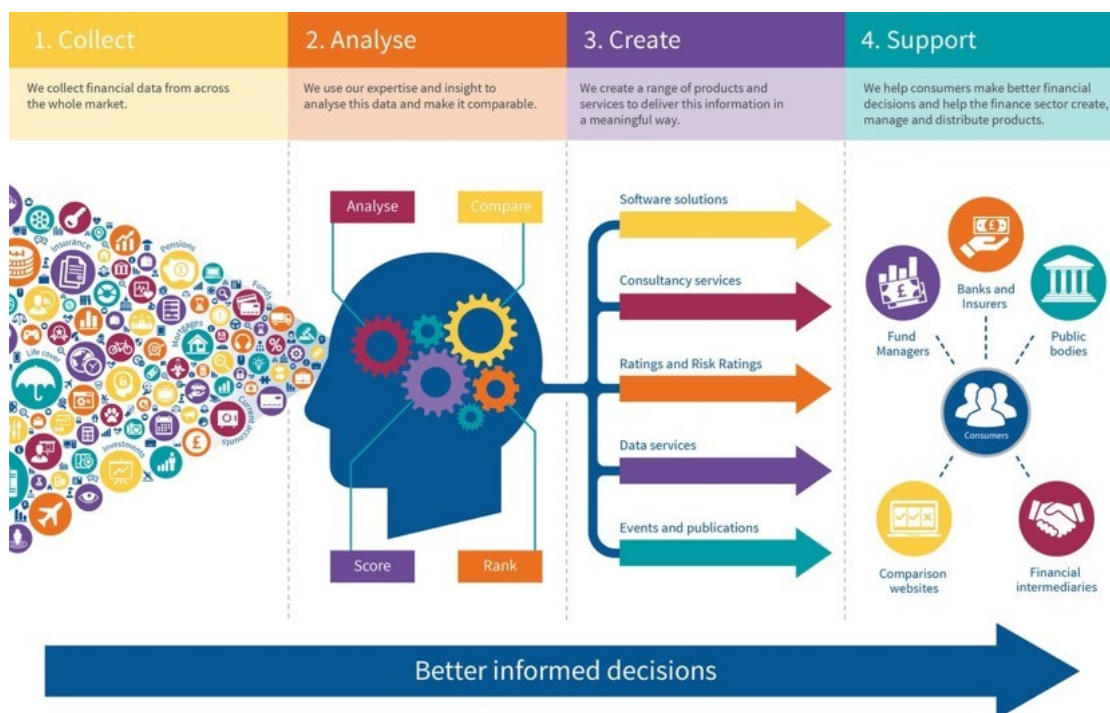 1. Collect
We collect financial data from across
the whole market.
2. Analyse
We use our expertise and insight to
analyse this data and make it comparable.
3. Create
We create a range of products and
services to deliver this information in
a meaningful way.
4. Support
We help consumers make better financial
decisions and help the finance sector create,
manage and distribute products.
Insurance
Pensions
Funds
Mortgages
Life cover
Current accounts
Investments
Analyse
Compare
Score
Rank
Software solutions
Consultancy services
Ratings and Risk Ratings
Data services
Events and publications
Banks and
Insurers
Fund
Managers
Public
bodies
Consumers
Comparison
websites
Financial
intermediaries
Better informed decisions